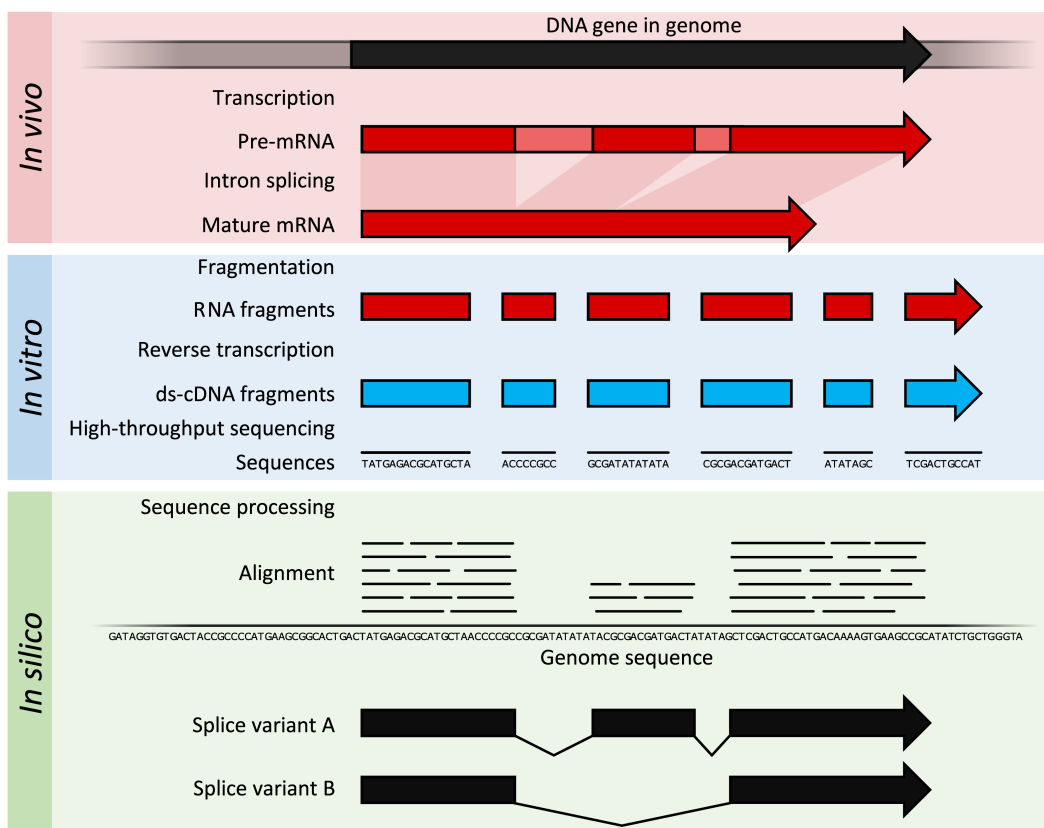 In vivo
DNA gene in genome
Transcription
Pre-mRNA
Intron splicing
Mature mRNA
In vitro
Fragmentation
RNA fragments
Reverse transcription
ds-cDNA fragments
High-throughput sequencing
Sequences
TATGAGACGCATGCTA ACCCCGCC GCGATATATATA CGCGACGATGACT ATATAGC TCGACTGCCAT
In silico
Sequence processing
Alignment
GATAGGTGTGACTACCGCCCCATGAAGCGGCACTGACTATGAGACGCATGCTAACCCCGCCGCGATATATATACGCGACGATGACTATATAGCTCGACTGCCATGACAAAAGTGAAGCCGCATATCTGCTGGGTA
Genome sequence
Splice variant A
Splice variant B